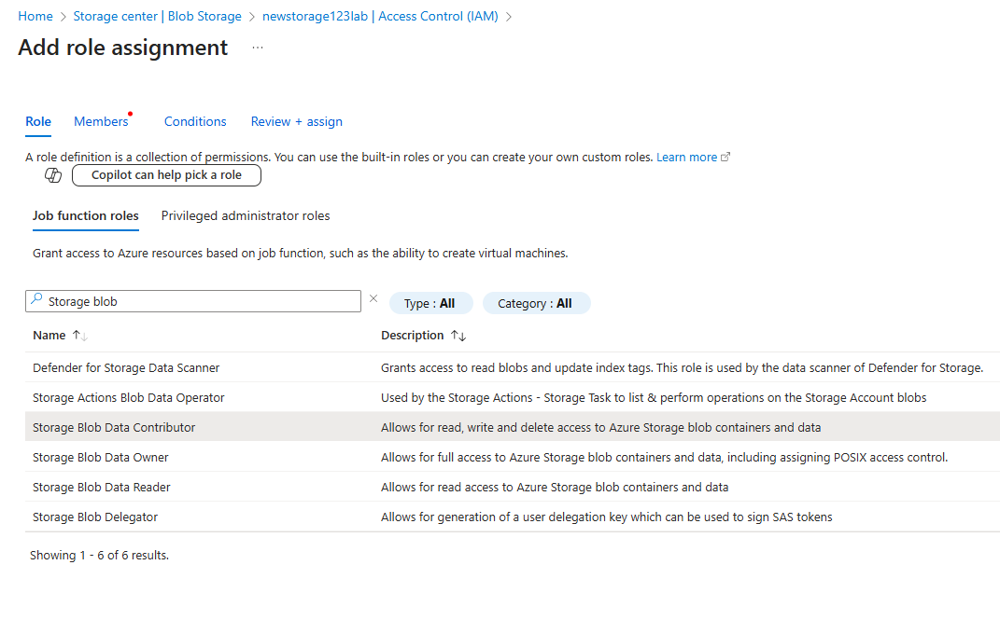 Home > Storage center | Blob Storage > newstorage123lab | Access Control (IAM) >
Add role assignment ...
Role Members Conditions Review + assign
A role definition is a collection of permissions. You can use the built-in roles or you can create your own custom roles. Learn more
Copilot can help pick a role
Job function roles Privileged administrator roles
Grant access to Azure resources based on job function, such as the ability to create virtual machines.
Storage blob × Type : All Category : All
Name ↑↓ Description ↑↓
Defender for Storage Data Scanner Grants access to read blobs and update index tags. This role is used by the data scanner of Defender for Storage.
Storage Actions Blob Data Operator Used by the Storage Actions - Storage Task to list & perform operations on the Storage Account blobs
Storage Blob Data Contributor Allows for read, write and delete access to Azure Storage blob containers and data
Storage Blob Data Owner Allows for full access to Azure Storage blob containers and data, including assigning POSIX access control.
Storage Blob Data Reader Allows for read access to Azure Storage blob containers and data
Storage Blob Delegator Allows for generation of a user delegation key which can be used to sign SAS tokens
Showing 1 - 6 of 6 results.